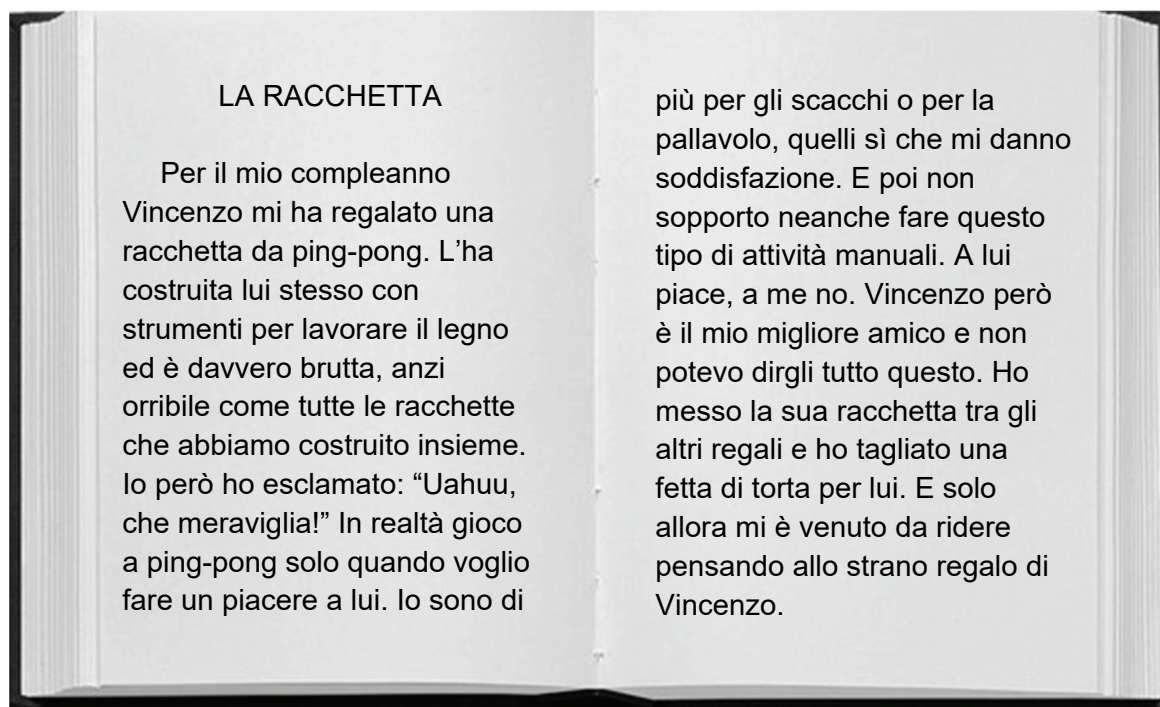 LA RACCHETTA
Per il mio compleanno
Vincenzo mi ha regalato una
racchetta da ping-pong. L’ha
costruita lui stesso con
strumenti per lavorare il legno
ed è davvero brutta, anzi
orribile come tutte le racchette
che abbiamo costruito insieme.
Io però ho esclamato: “Uahuu,
che meraviglia!” In realtà gioco
a ping-pong solo quando voglio
fare un piacere a lui. Io sono di
più per gli scacchi o per la
pallavolo, quelli sì che mi danno
soddisfazione. E poi non
sopporto neanche fare questo
tipo di attività manuali. A lui
piace, a me no. Vincenzo però
è il mio migliore amico e non
potevo dirgli tutto questo. Ho
messo la sua racchetta tra gli
altri regali e ho tagliato una
fetta di torta per lui. E solo
allora mi è venuto da ridere
pensando allo strano regalo di
Vincenzo.